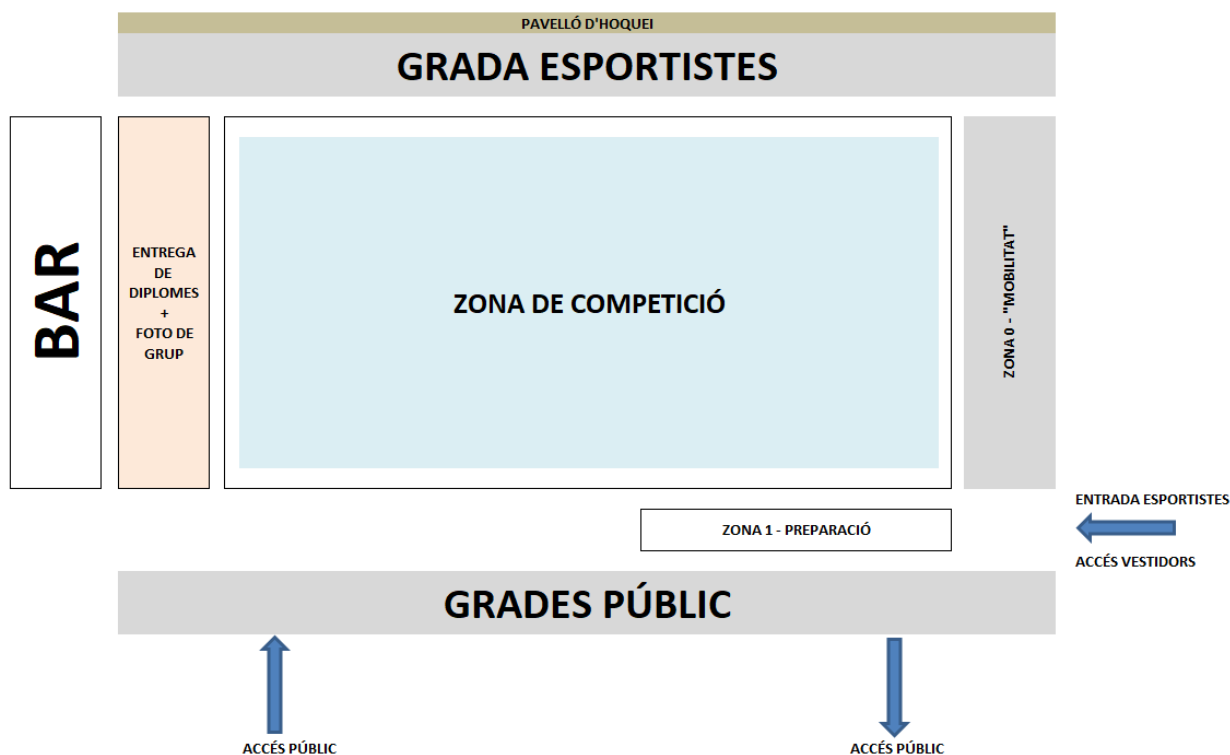 PAVELLÓ D'HOQUEI
GRADA ESPORTISTES
BAR
ENTREGA
DE
DIPLOMES
+
FOTO DE
GRUP
ZONA DE COMPETICIÓ
ZONA 0 - "MOBILITAT"
ENTRADA ESPORTISTES
ZONA 1 - PREPARACIÓ
ACCÉS VESTIDORS
GRADES PÚBLIC
ACCÉS PÚBLIC
ACCÉS PÚBLIC